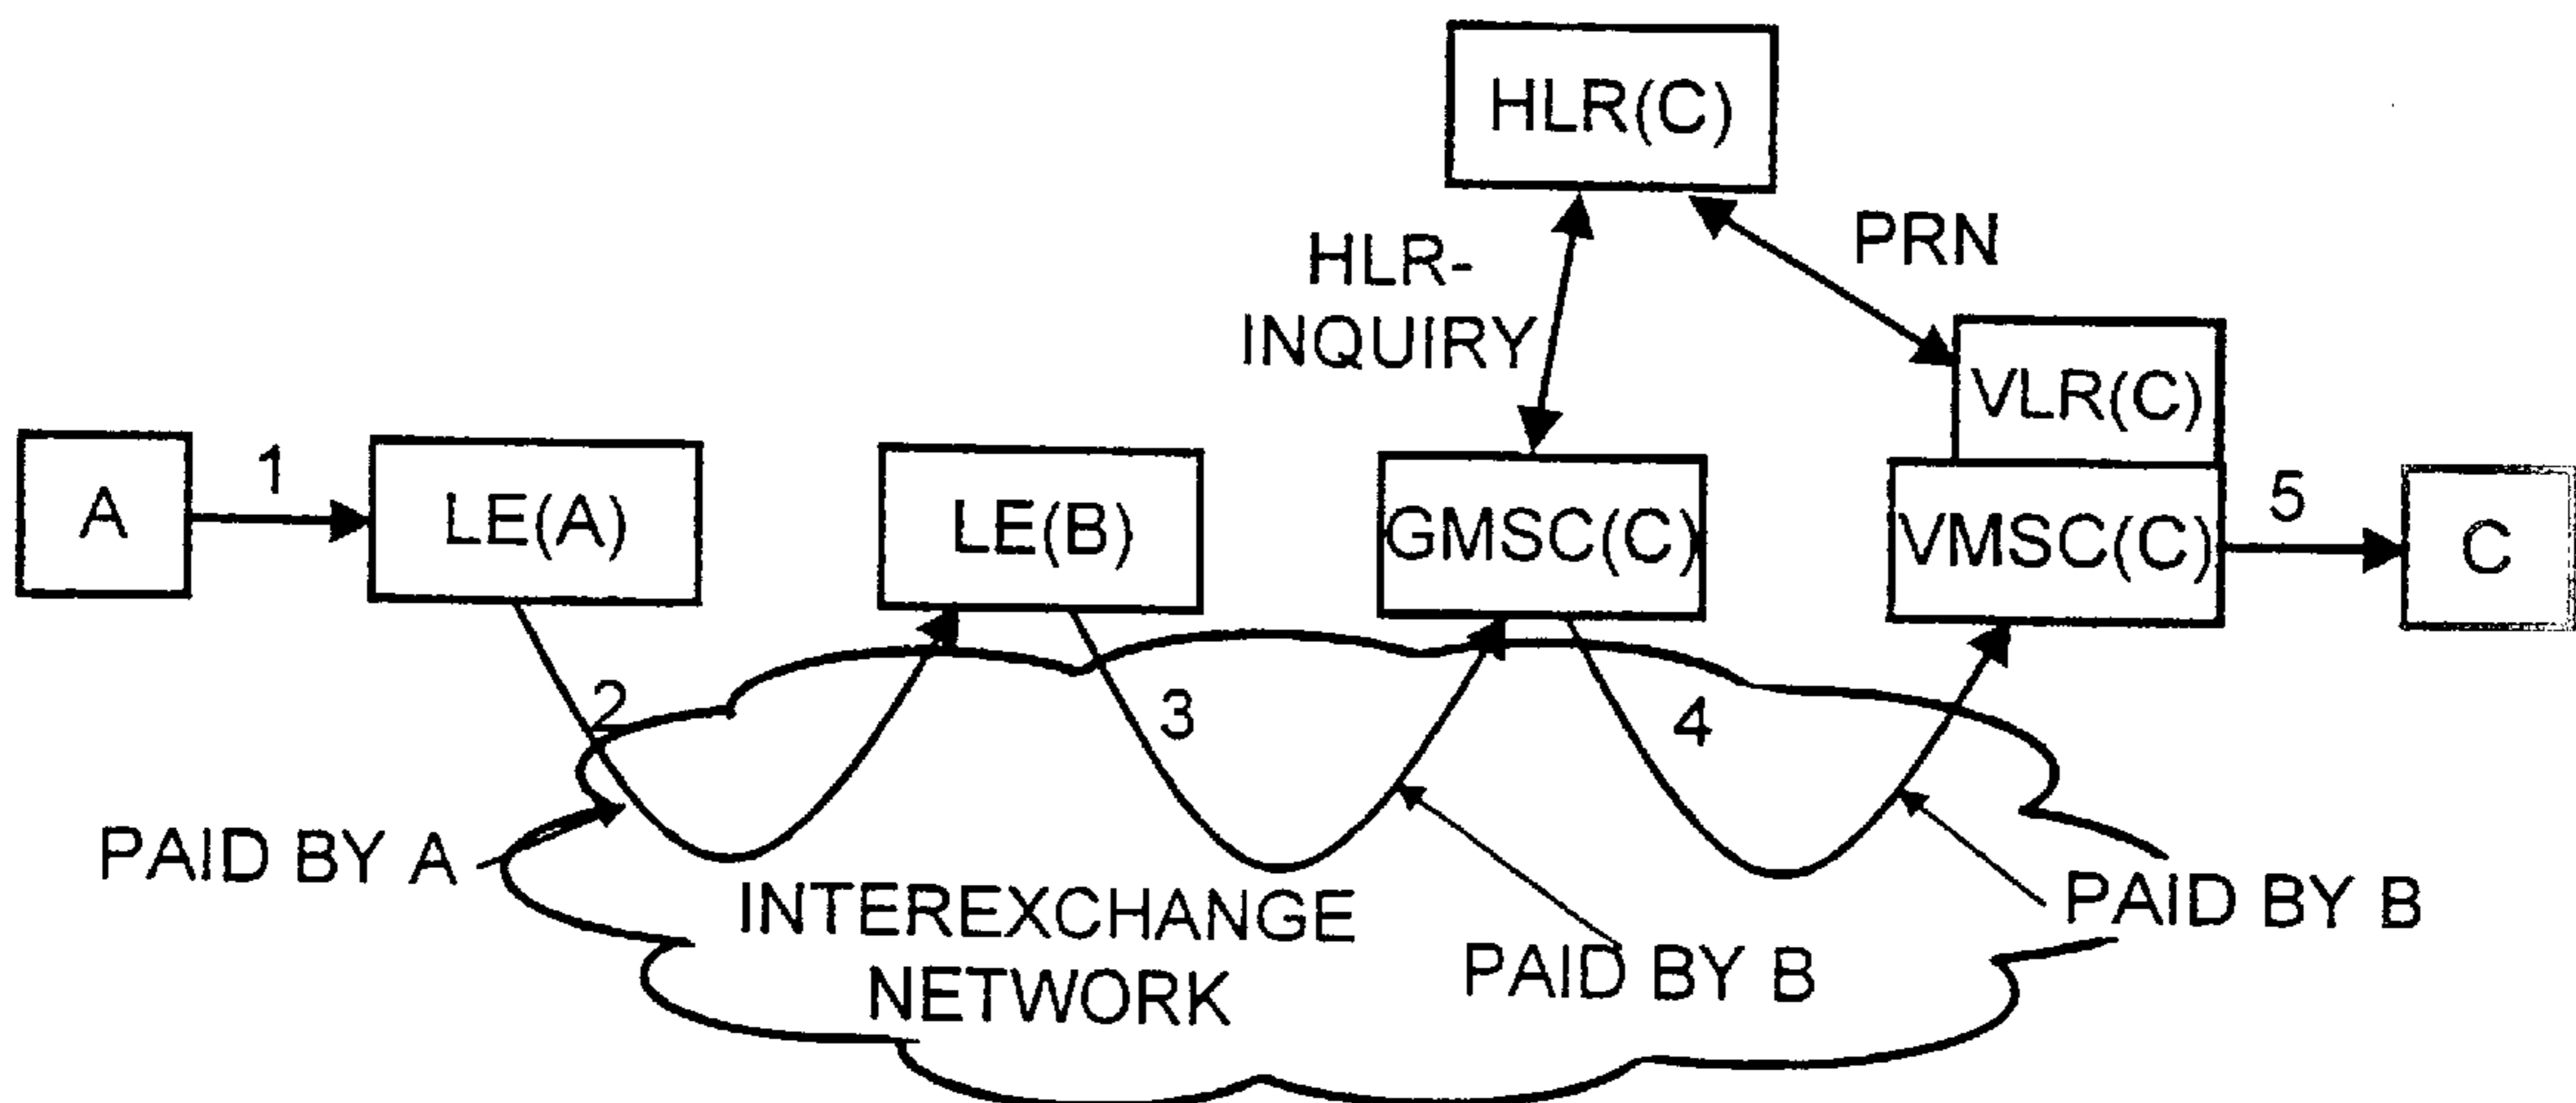 HLR(C)
HLR-
INQUIRY
PRN
VLR(C)
A
1
LE(A)
LE(B)
GMSC(C)
VMSC(C)
5
C
2
3
4
PAID BY A
INTEREXCHANGE
NETWORK
PAID BY B
PAID BY B